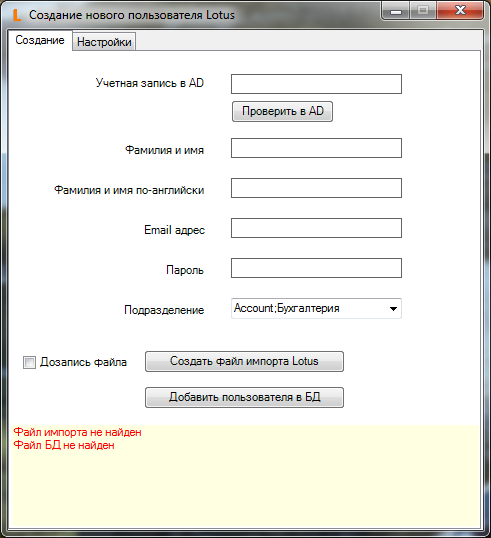 Создание нового пользователя Lotus
Создание
Настройки
Учетная запись в AD
Проверить в AD
Фамилия и имя
Фамилия и имя по-английски
Email адрес
Пароль
Подразделение
Account;Бухгалтерия
Дозапись файла
Создать файл импорта Lotus
Добавить пользователя в БД
Файл импорта не найден
Файл БД не найден